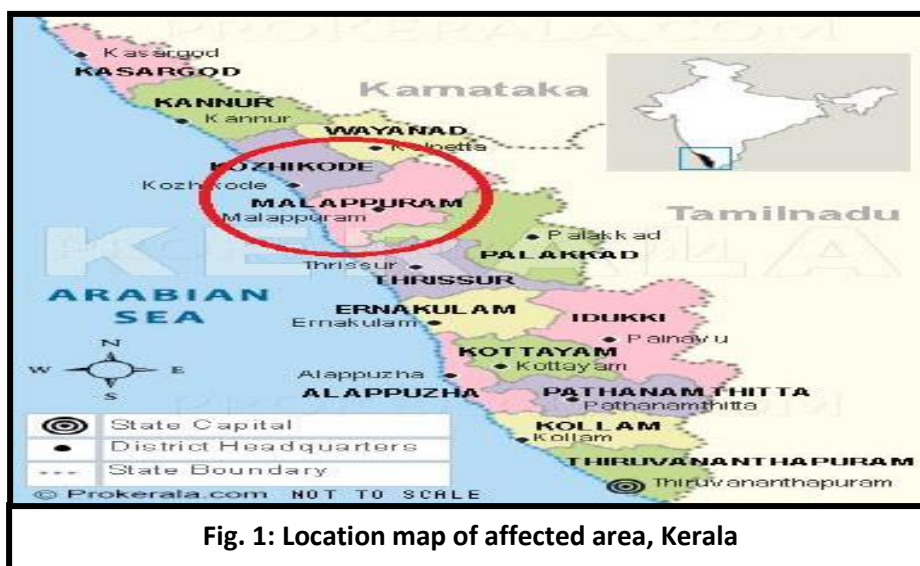 Kasargod
KASARGOD
Karnataka
KANNUR
Kannur
WAYANAD
Kalpetta
KOZHIKODE
Kozhikode
MALAPPURAM
Malappuram
Tamilnadu
Palakkad
PALAKKAD
KERALA
Thrissur
THRISSUR
ARABIAN
SEA
ERNAKULAM
Ernakulam
IDUKKI
Painavu
N
W E
S
KOTTAYAM
Kottayam
Alappuzha
ALAPPUZHA
PATHANAMTHITTA
Pathanamthitta
KOLLAM
Kollam
THIRUVANANTHAPURAM
Thiruvananthapuram
State Capital
District Headquarters
State Boundary
© Prokerala.com NOT TO SCALE
Fig. 1: Location map of affected area, Kerala